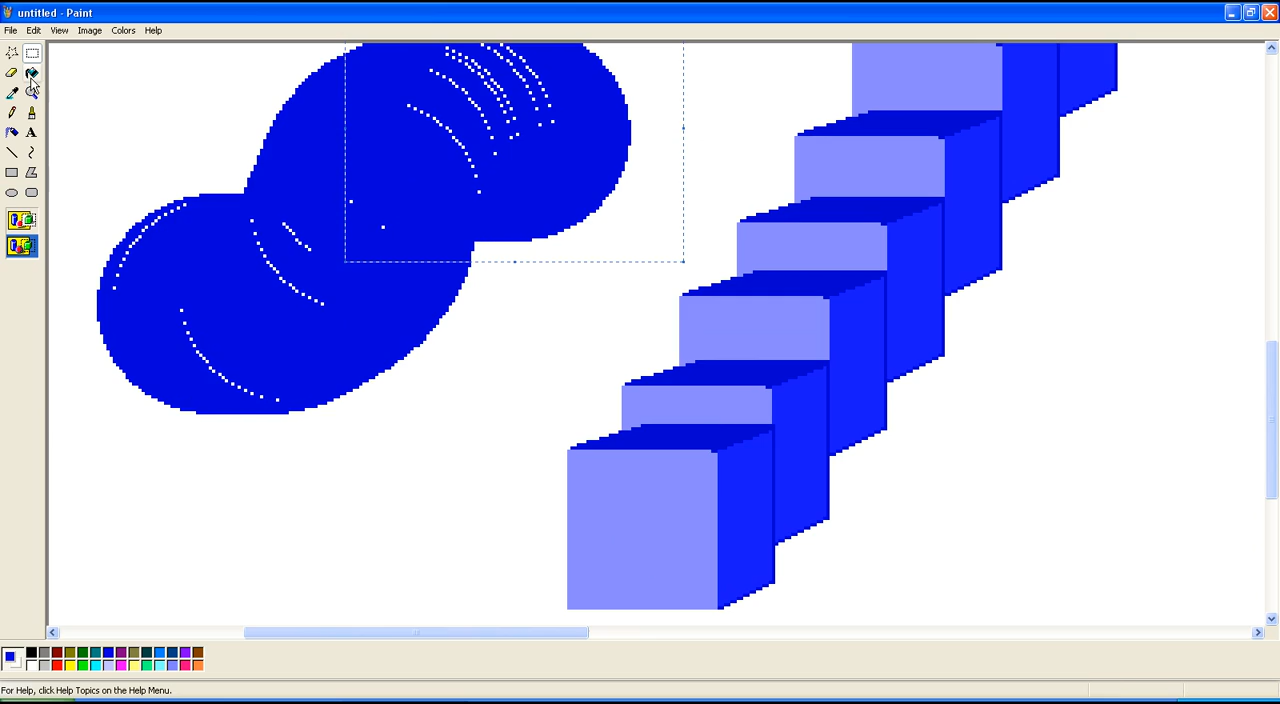 untitled - Paint
File Edit View Image Colors Help
A
For Help, click Help Topics on the Help Menu.